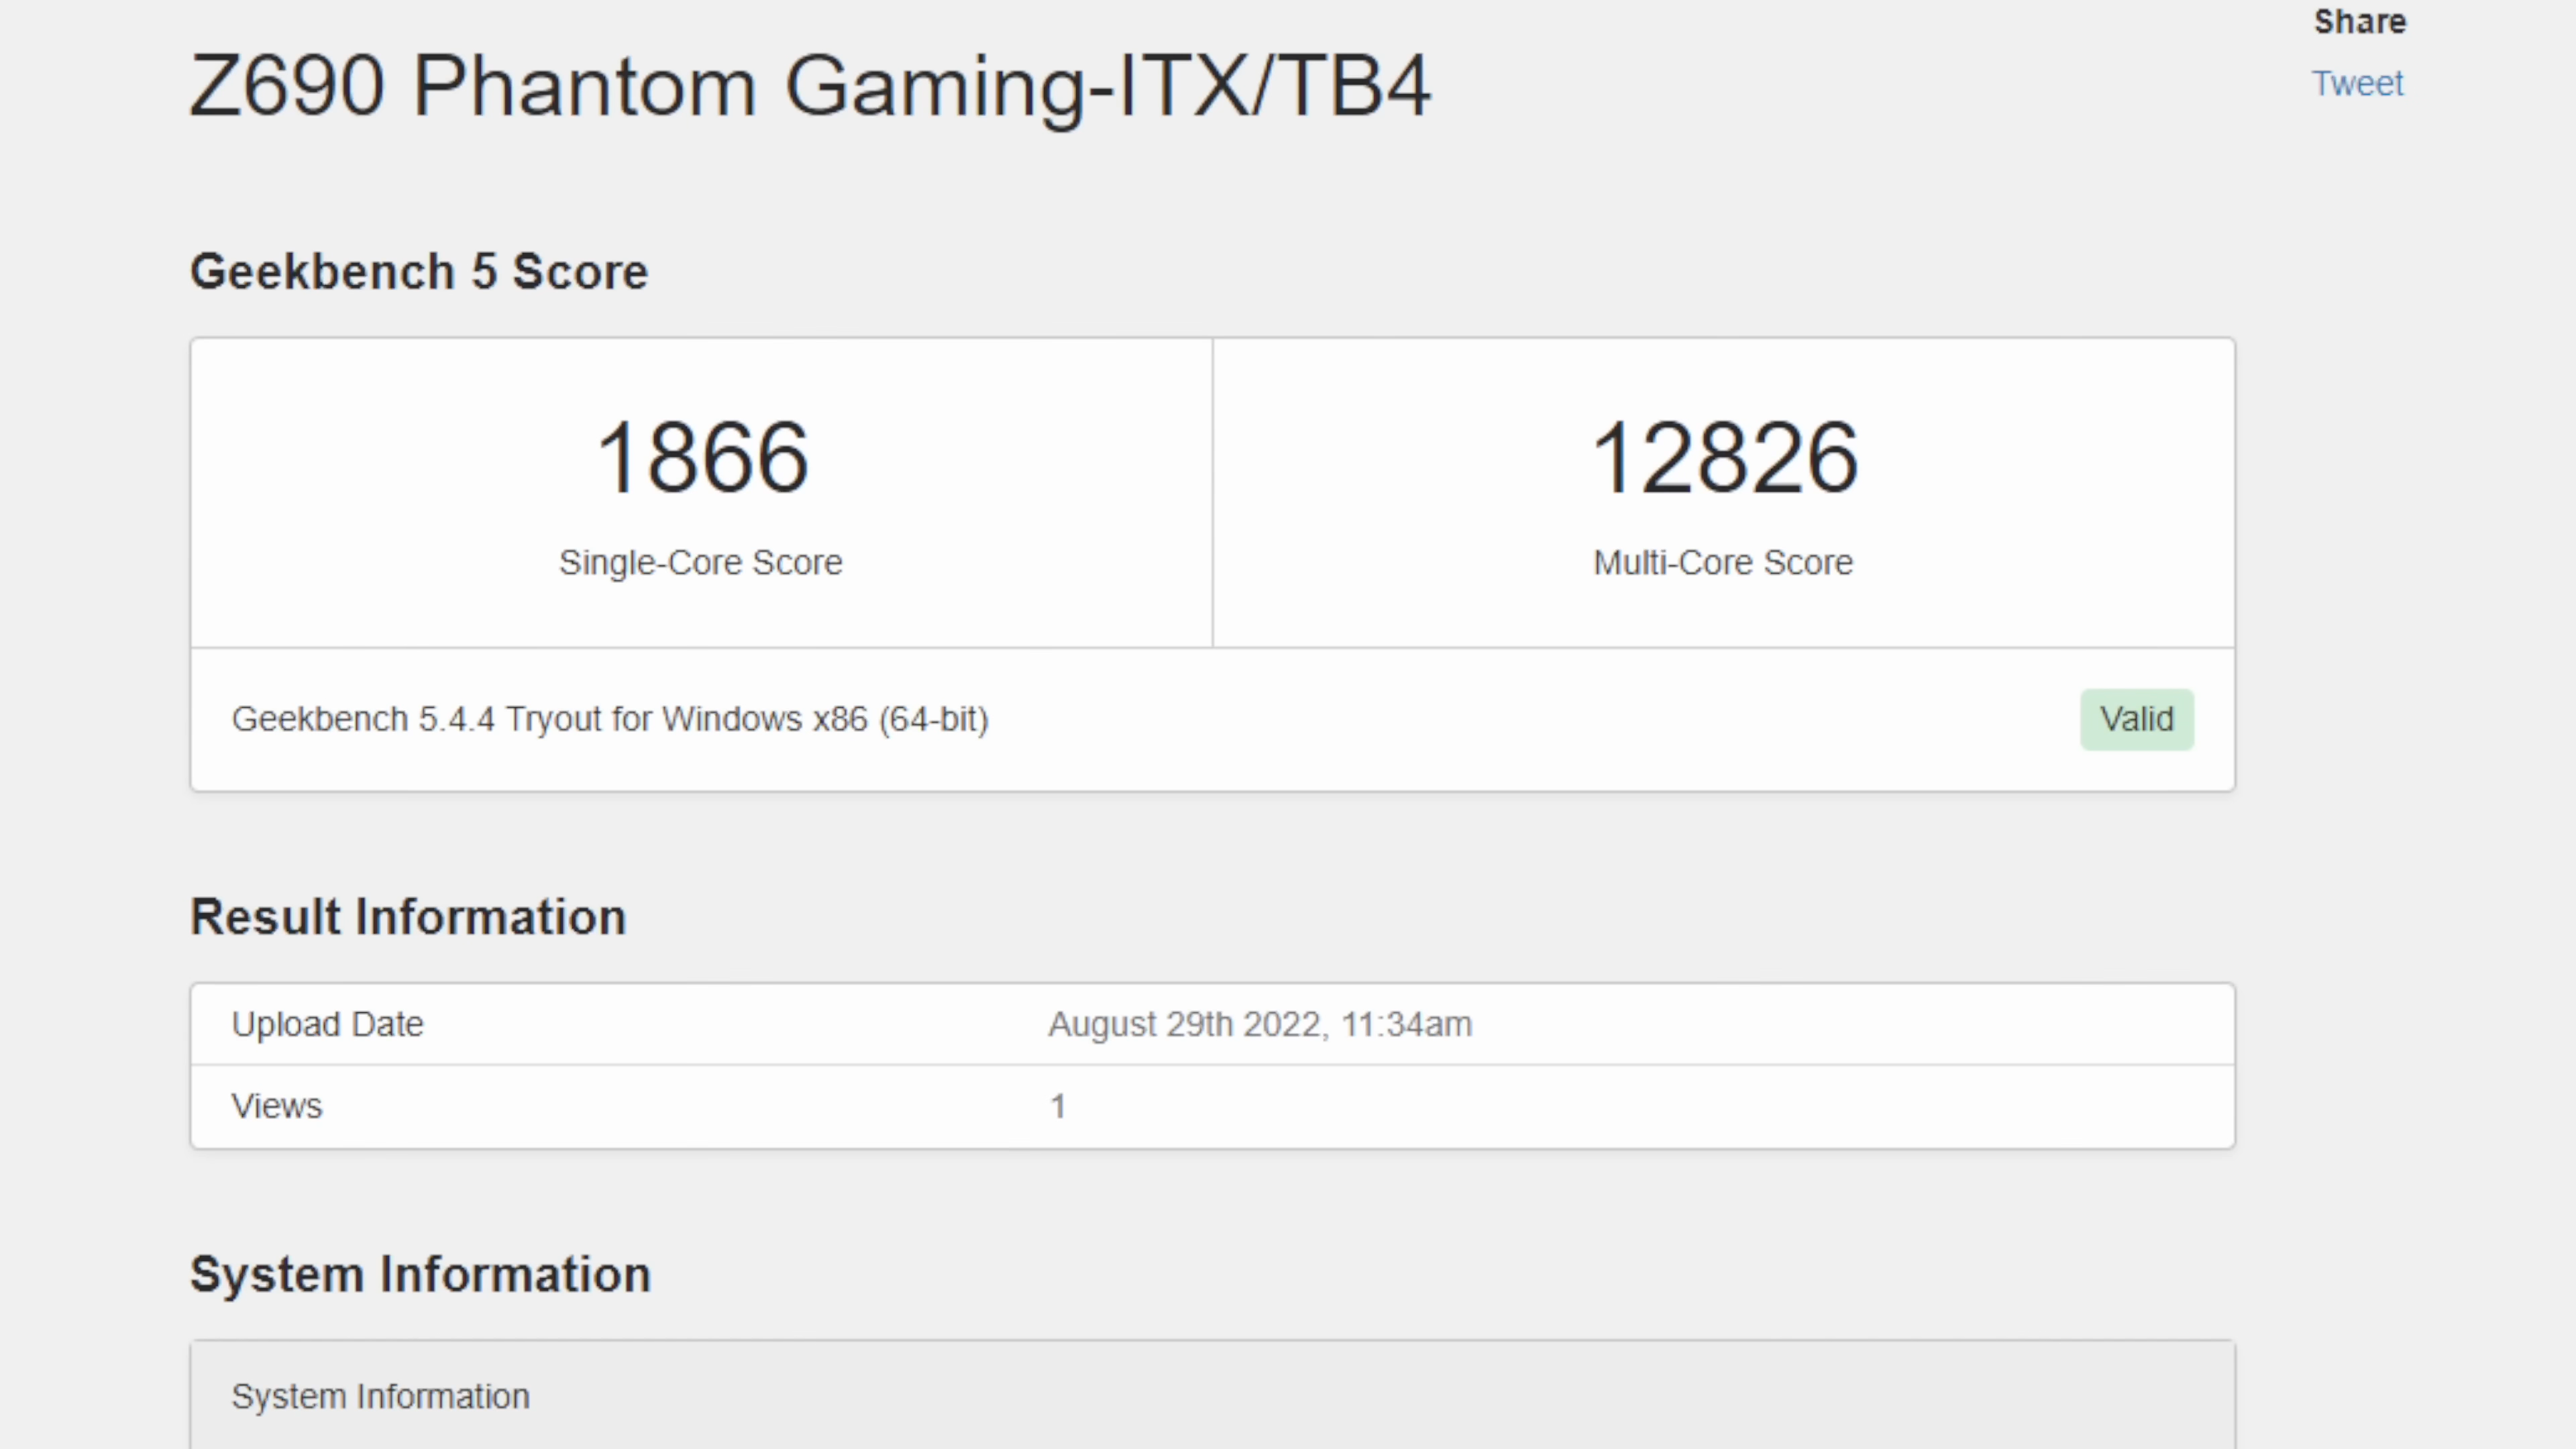 Share
Z690 Phantom Gaming-ITX/TB4
Tweet
Geekbench 5 Score
1866
12826
Single-Core Score
Multi-Core Score
Geekbench 5.4.4 Tryout for Windows x86 (64-bit)
Valid
Result Information
Upload Date
August 29th 2022, 11:34am
Views
1
System Information
System Information